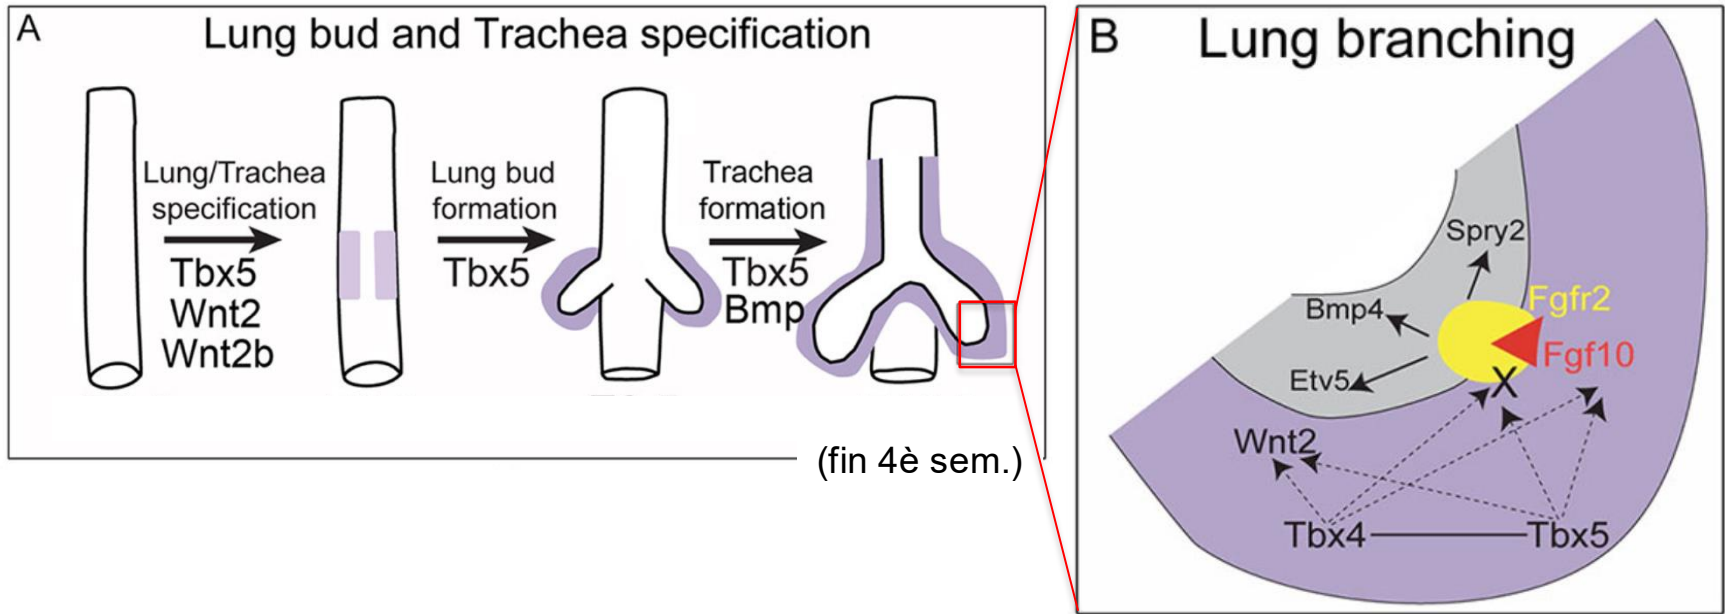 A
Lung bud and Trachea specification
Lung/Trachea
specification
Tbx5
Wnt2
Wnt2b
Lung bud
formation
Tbx5
Trachea
formation
Tbx5
Bmp
(fin 4è sem.)
B
Lung branching
Spry2
Bmp4
Etv5
Fgfr2
Fgf10
X
Wnt2
Tbx4
Tbx5